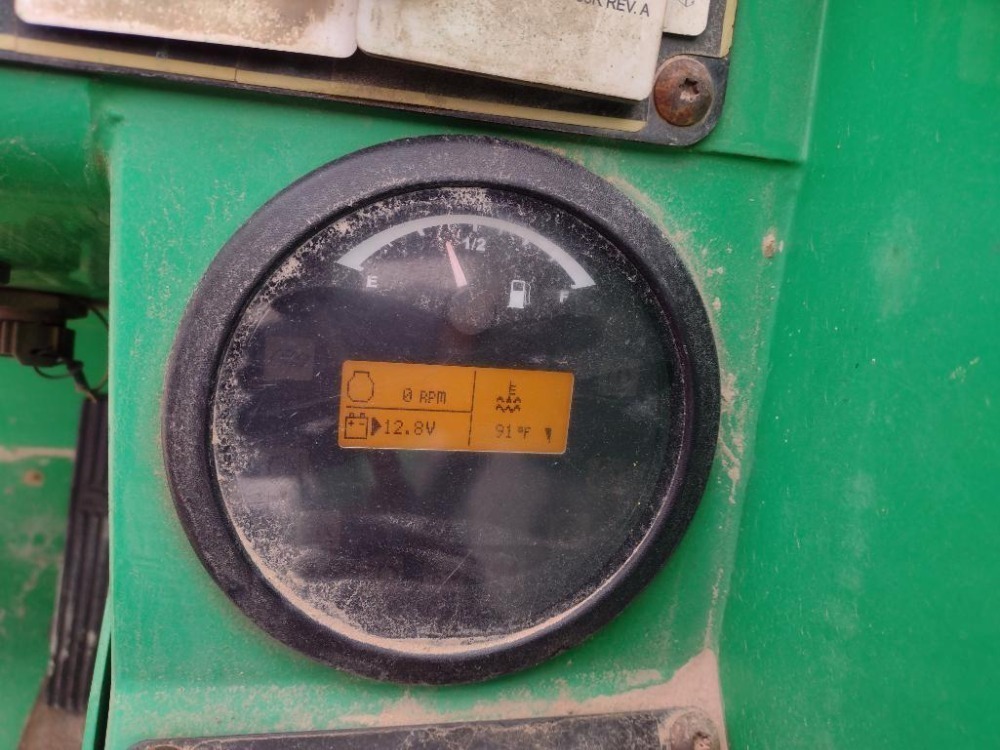 REV. A
1/2
E
F
0 RPM
12.8V
91 °F